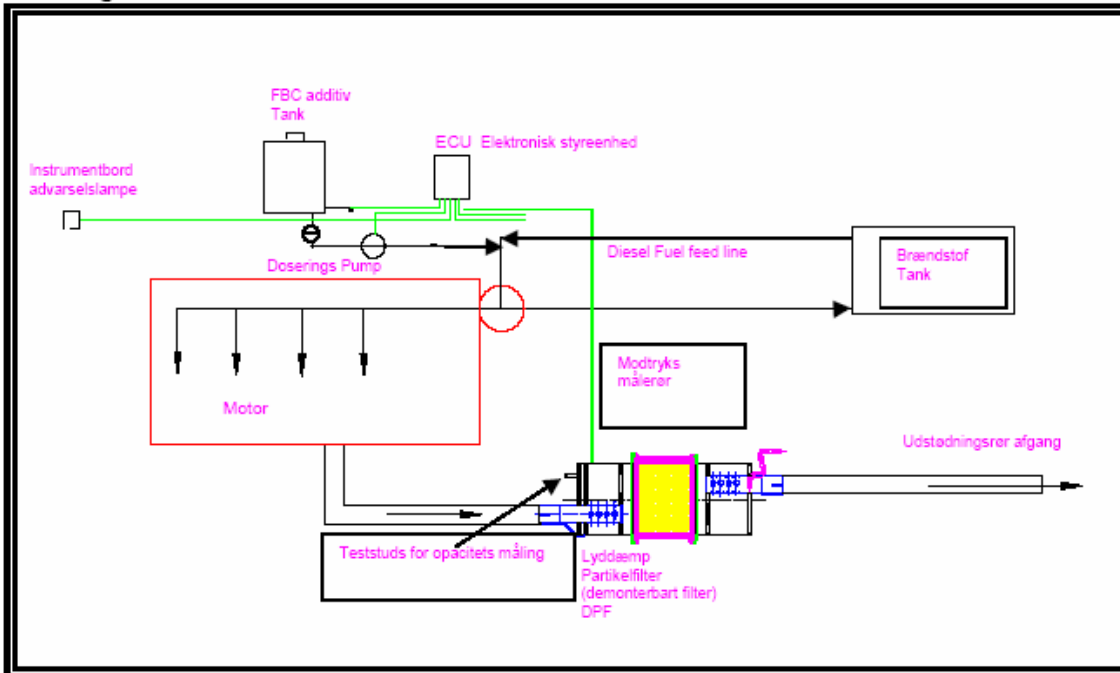 FBC additiv
Tank
ECU Elektronisk styreenhed
Instrumentbord
advarselslampe
Doserings Pump
Diesel Fuel feed line
Brændstof
Tank
Modtryks
målerør
Motor
Udstødningsrør afgang
Teststuds for opacitets måling
Lyddæmp
Partikelfilter
(demonterbart filter)
DPF